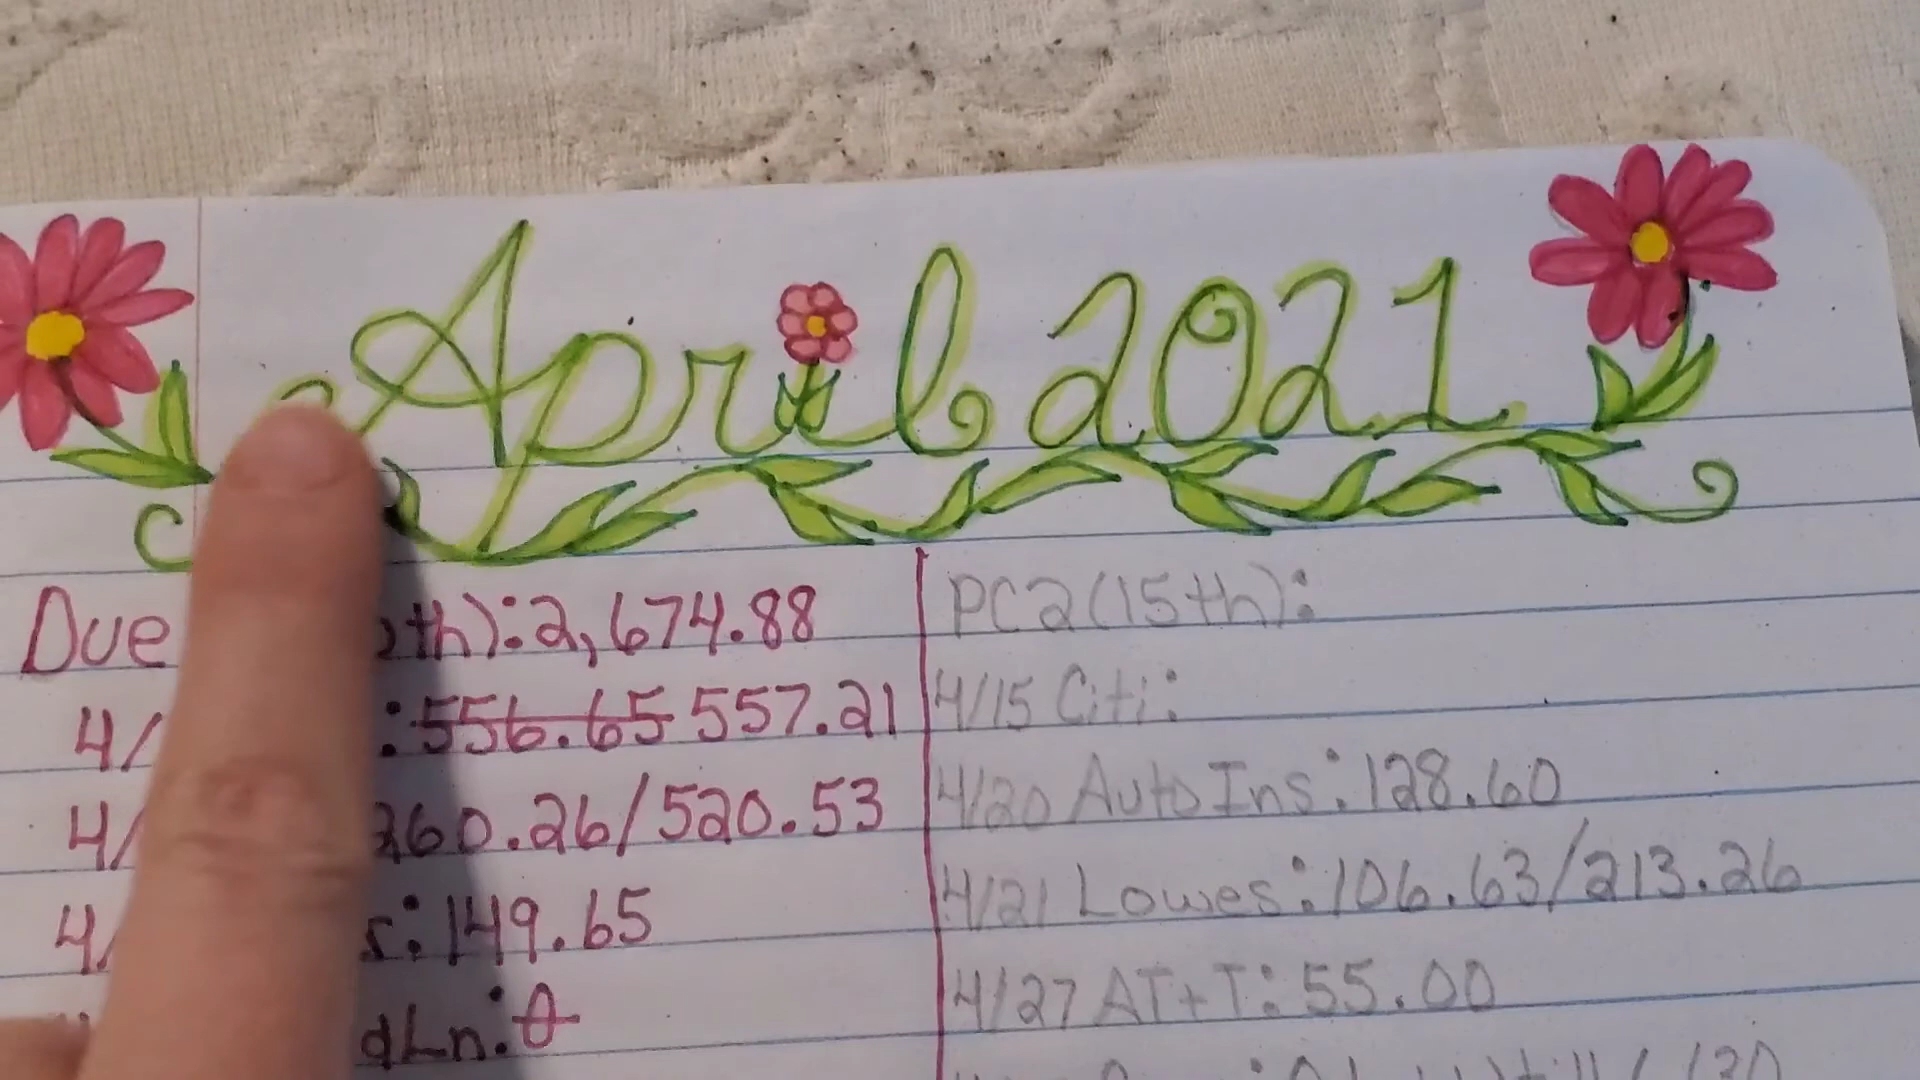 April 2021
Due th): 2,674.88
4/ : 556.65 557.21
4/ 260.26/520.53
4/ s: 149.65
dLn: 0
PC2 (15th):
4/15 Citi:
4/20 Auto Ins: 128.60
4/21 Lowes: 106.63/213.26
4/27 AT+T: 55.00